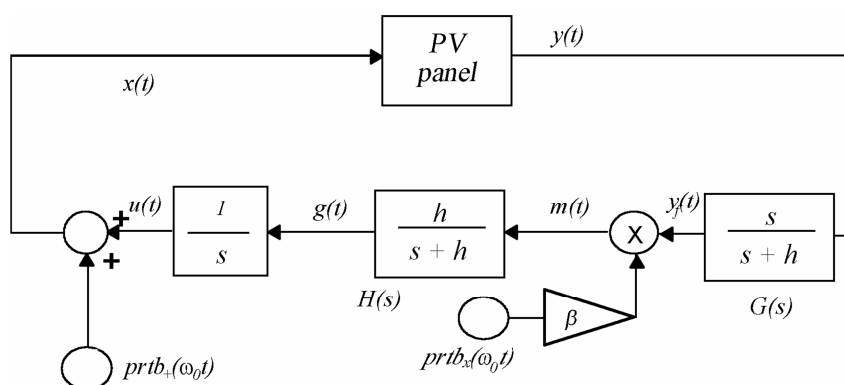 PV
panel
y(t)
x(t)
u(t)
1
s
g(t)
h
s + h
H(s)
m(t)
X
y_f(t)
s
s + h
G(s)
+
+
β
prtb_x(ω_0t)
prtb_+(ω_0t)